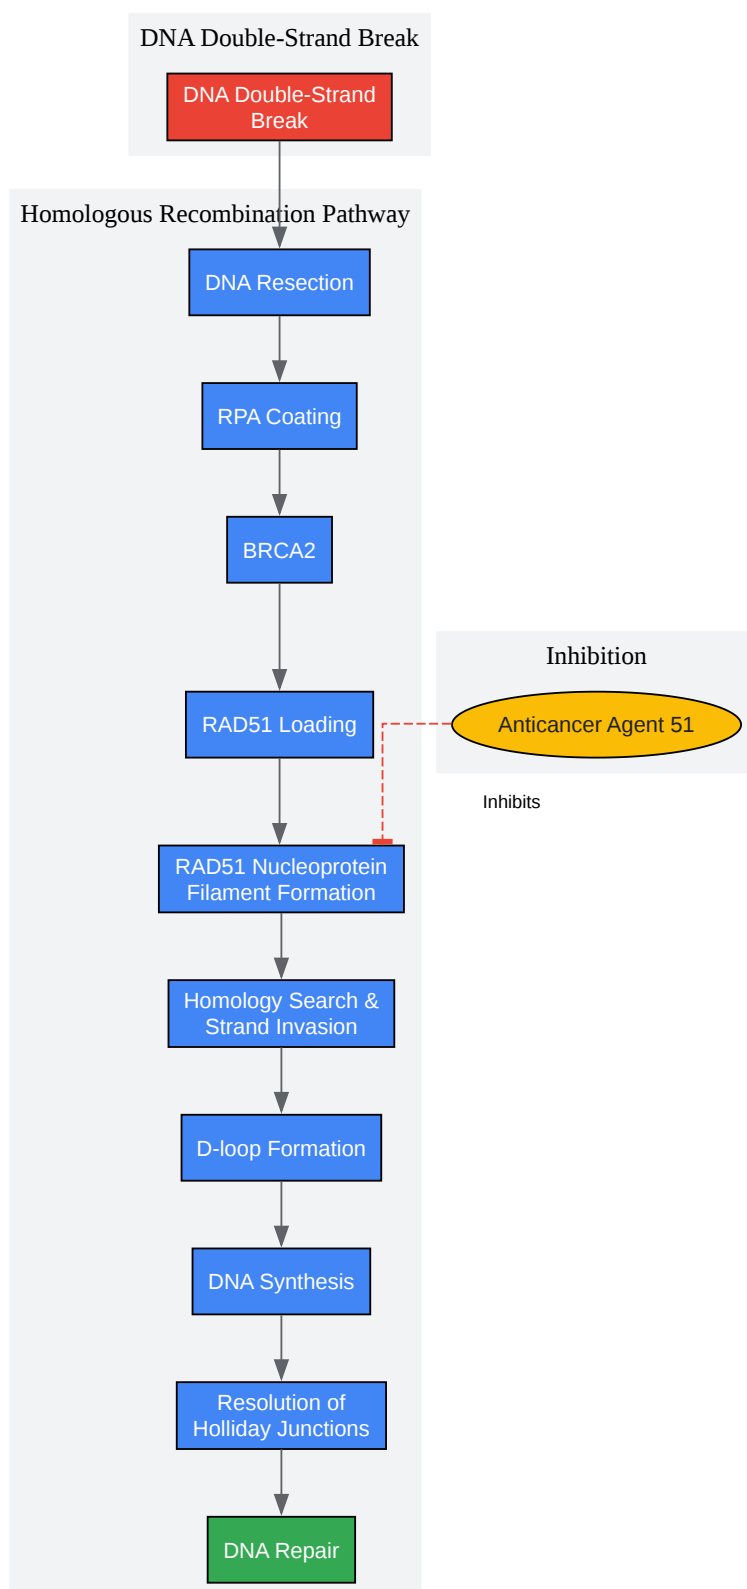 DNA Double-Strand Break
DNA Double-Strand
Break
Homologous Recombination Pathway
DNA Resection
RPA Coating
BRCA2
Inhibition
RAD51 Loading
Anticancer Agent 51
Inhibits
RAD51 Nucleoprotein
Filament Formation
Homology Search &
Strand Invasion
D-loop Formation
DNA Synthesis
Resolution of
Holliday Junctions
DNA Repair